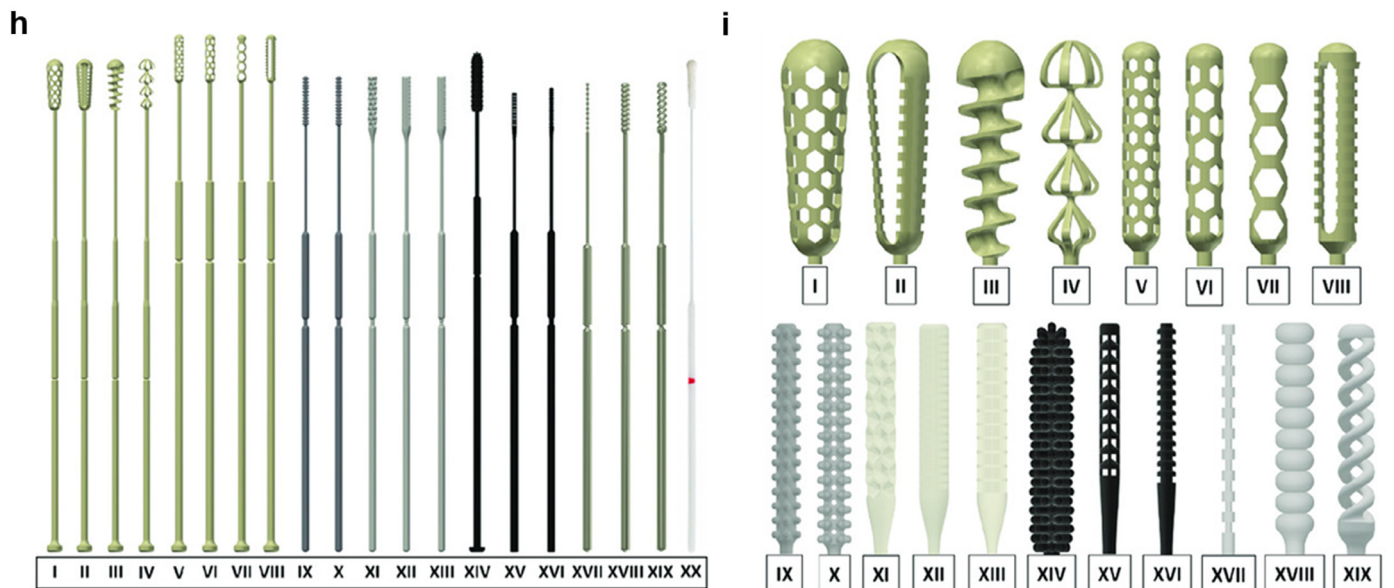 h
I II III IV V VI VII VIII IX X XI XII XIII XIV XV XVI XVII XVIII XIX XX
i
I II III IV V VI VII VIII
IX X XI XII XIII XIV XV XVI XVII XVIII XIX